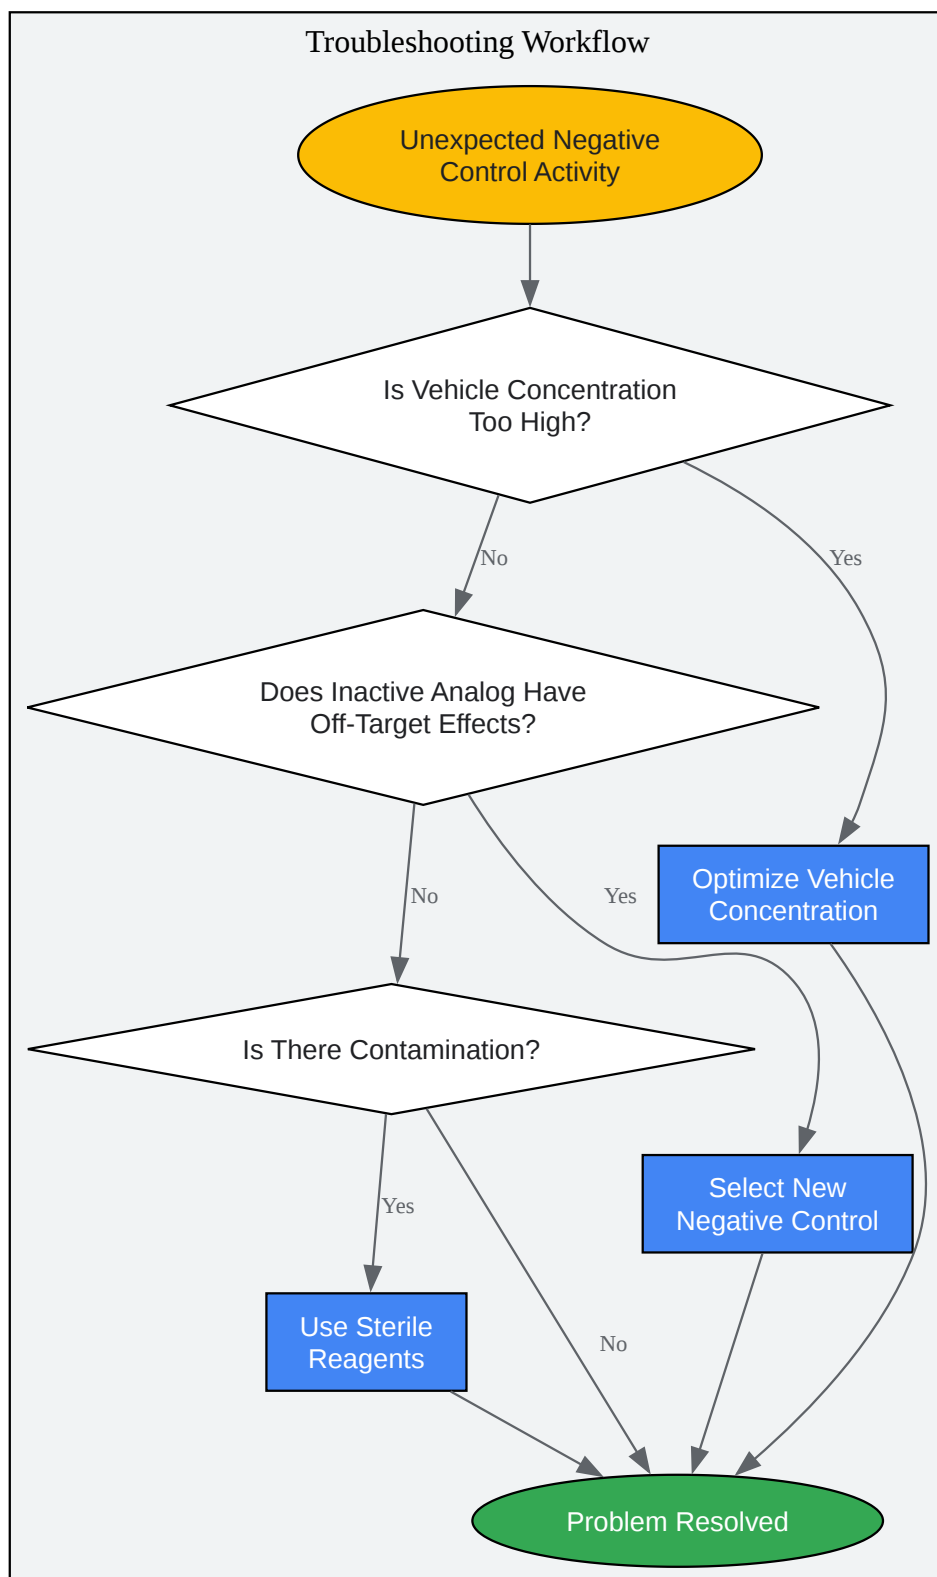 Troubleshooting Workflow
Unexpected Negative
Control Activity
Is Vehicle Concentration
Too High?
No
Yes
Does Inactive Analog Have
Off-Target Effects?
Optimize Vehicle
Concentration
No
Yes
Is There Contamination?
Select New
Negative Control
Yes
Use Sterile
Reagents
No
Problem Resolved